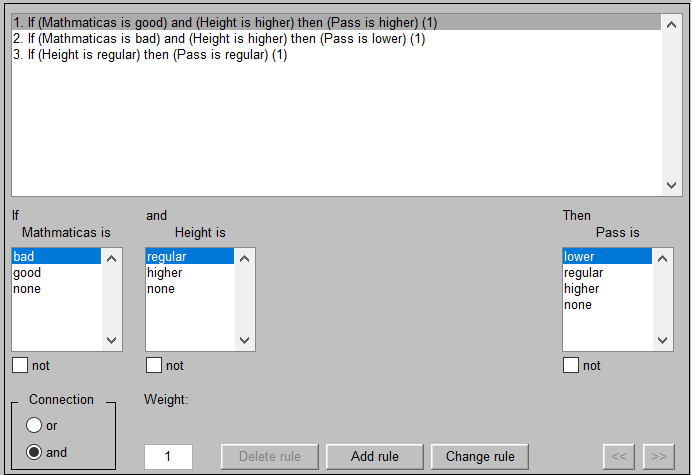 1. If (Mathmaticas is good) and (Height is higher) then (Pass is higher) (1)
2. If (Mathmaticas is bad) and (Height is higher) then (Pass is lower) (1)
3. If (Height is regular) then (Pass is regular) (1)
If and Then
Mathmaticas is Height is Pass is
bad regular lower
good higher regular
none none higher
none
not not not
Connection Weight:
or
and 1 Delete rule Add rule Change rule << >>